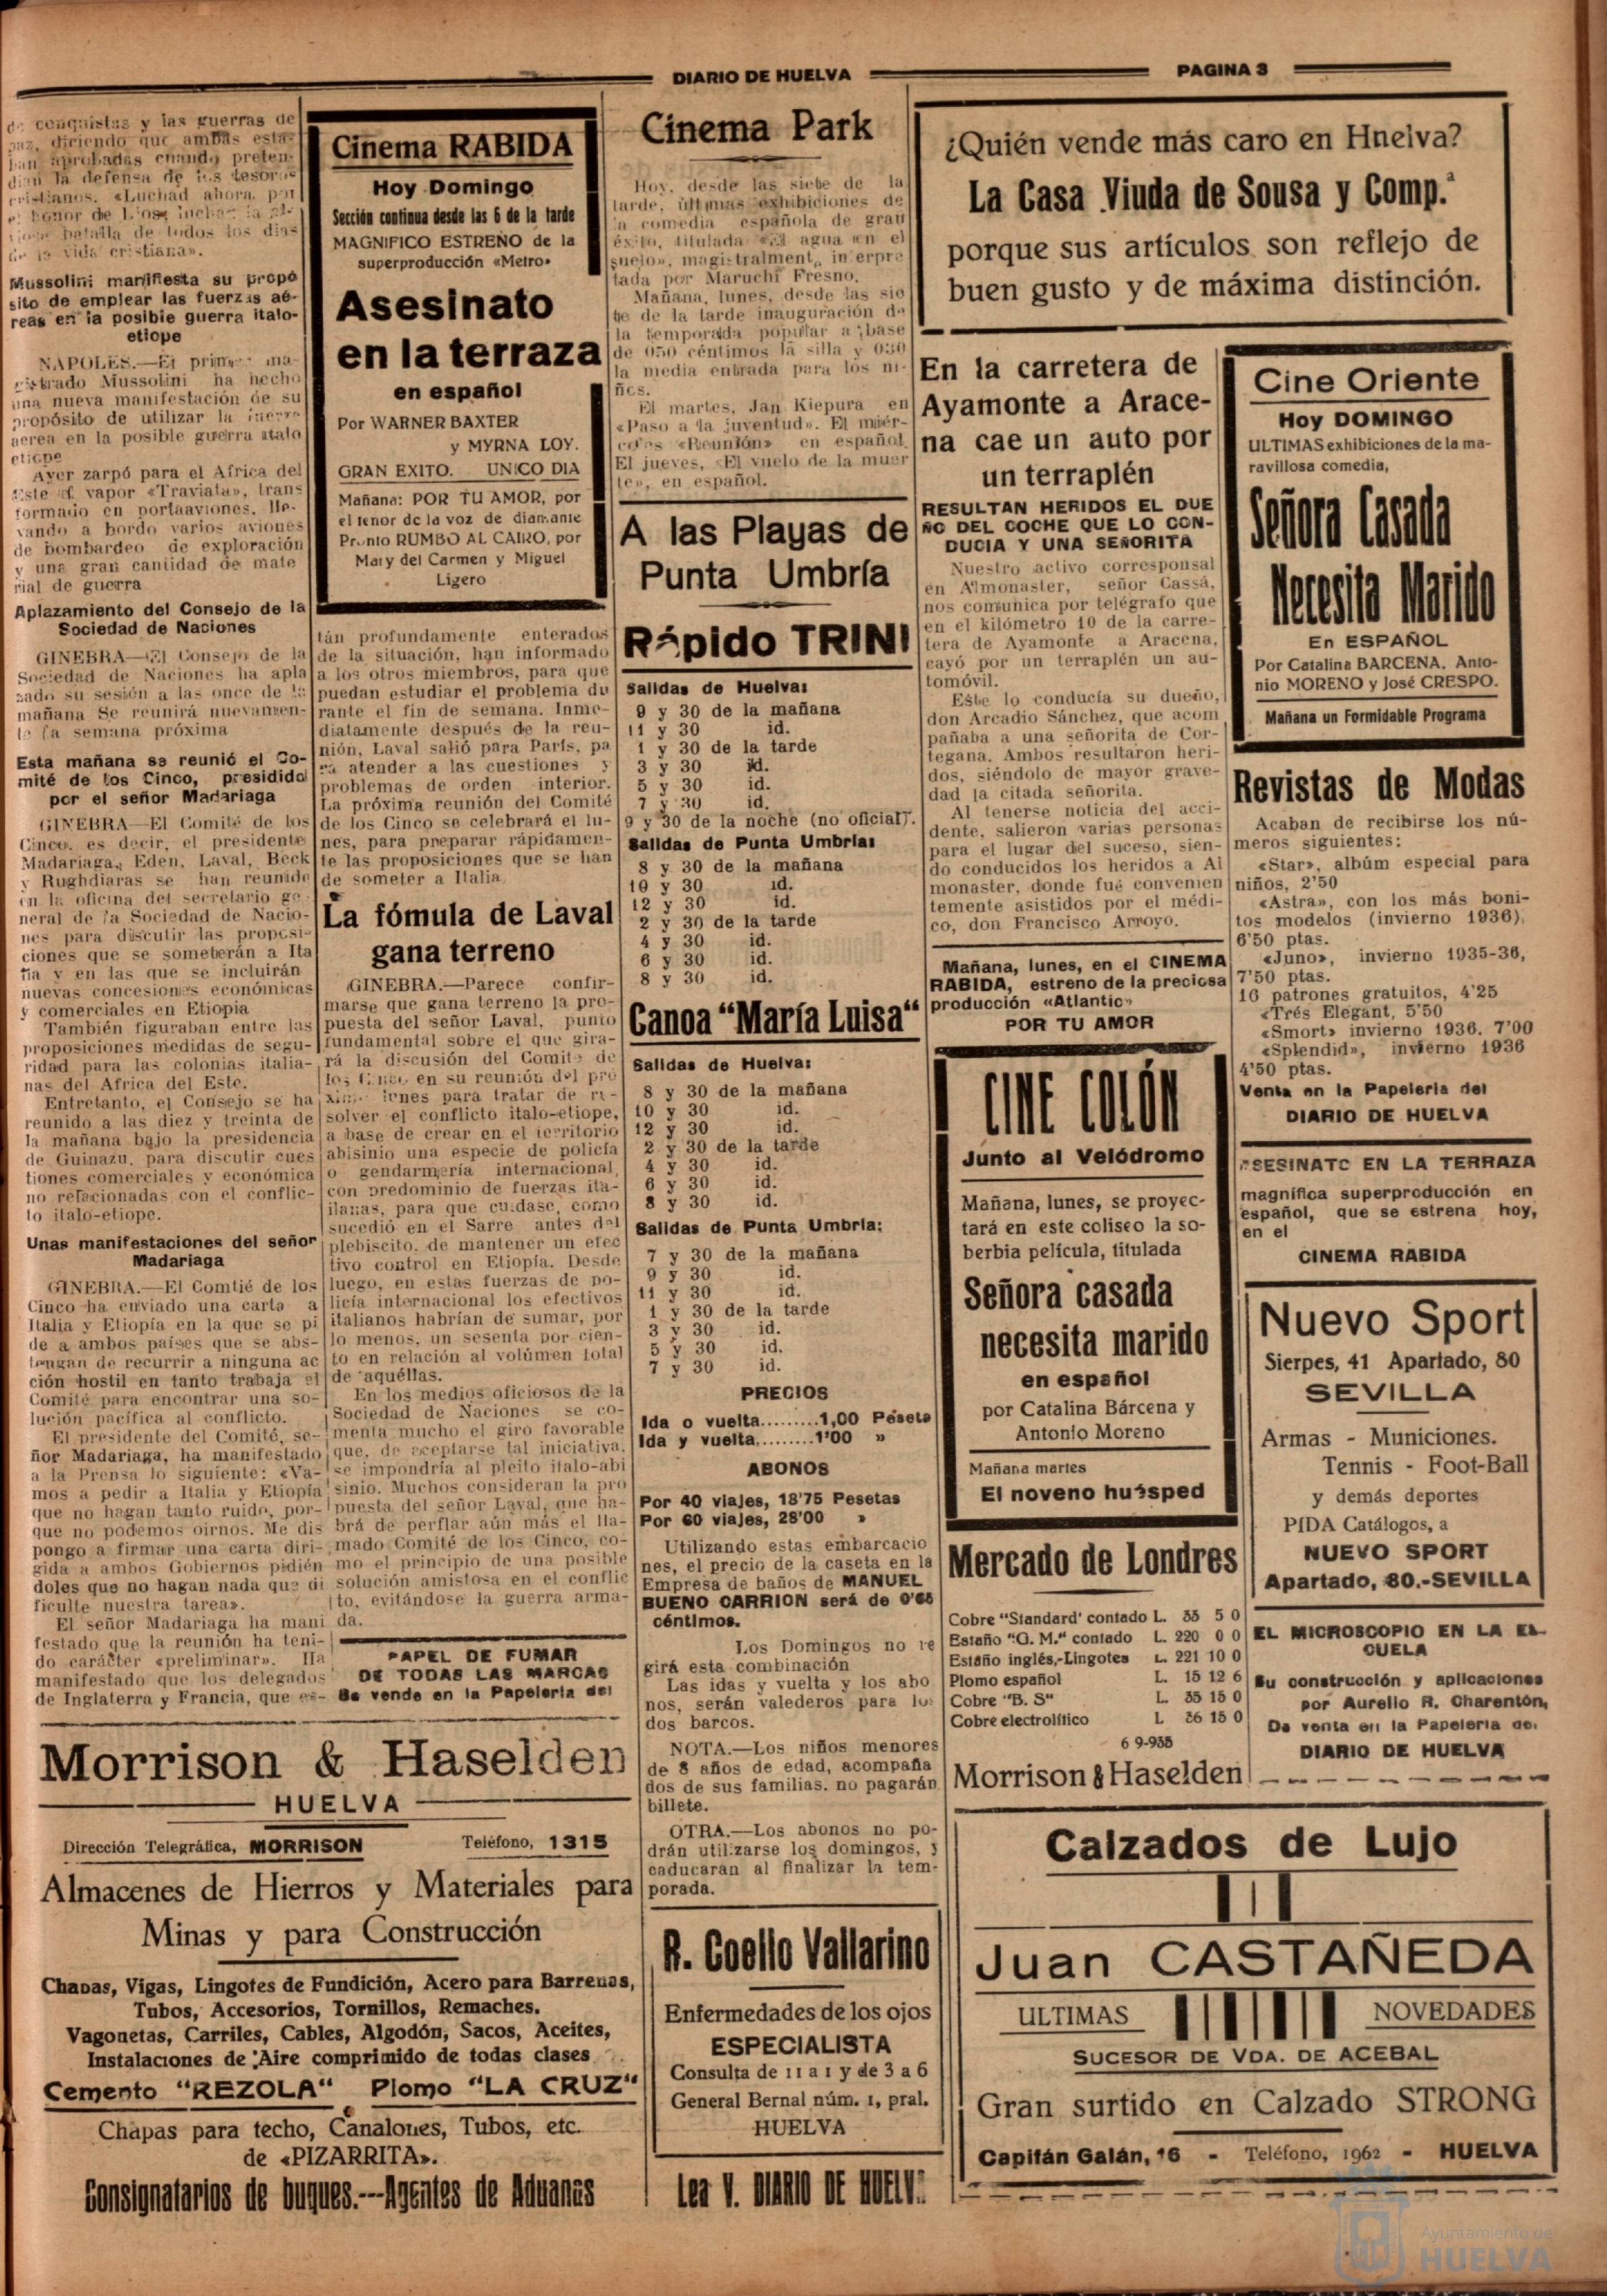 DIARIO DE HUELVA
PAGINA 3
de conquistas y las guerras de
paz, diciendo que ambas esta-
ban aprobadas cuando preten-
dían la defensa de los tesoros
cristianos. «Luchad ahora, por
el honor de Dios, luchar la
batalla de todos los días
de la vida cristiana».
Mussolini manifiesta su propó
sito de emplear las fuerzas aé-
reas en la posible guerra italo-
etiope
NAPOLES.—El primer ma-
gistrado Mussolini ha hecho
una nueva manifestación de su
propósito de utilizar la fuerza
aerea en la posible guerra italo
etiope
Ayer zarpó para el Africa del
Este el vapor «Traviata», trans
formado en portaaviones, lle-
vando a bordo varios aviones
de bombardeo de exploración
y una gran cantidad de mate
rial de guerra
Aplazamiento del Consejo de la
Sociedad de Naciones
GINEBRA—El Consejo de la
Sociedad de Naciones ha apla
zado su sesión a las once de la
mañana Se reunirá nuevamen-
te la semana próxima
Esta mañana se reunió el Co-
mité de los Cinco, presidido
por el señor Madariaga
GINEBRA—El Comité de los
Cinco, es decir, el presidente
Madariaga, Eden, Laval, Beck
y Rughdiaras se han reunido
en la oficina del secretario ge
neral de la Sociedad de Nacio-
nes para discutir las proposi-
ciones que se someterán a Ita
lia y en las que se incluirán
nuevas concesiones económicas
y comerciales en Etiopia
También figuraban entre las
proposiciones medidas de segu-
ridad para las colonias italia-
nas del Africa del Este.
Entretanto, el Consejo se ha
reunido a las diez y treinta de
la mañana bajo la presidencia
de Guinazu, para discutir cues
tiones comerciales y económica
no relacionadas con el conflic-
to italo-etiope.
Unas manifestaciones del señor
Madariaga
GINEBRA.—El Comtié de los
Cinco ha enviado una carta a
Italia y Etiopía en la que se pi
de a ambos países que se abs-
tengan de recurrir a ninguna ac
ción hostil en tanto trabaja el
Comité para encontrar una so-
lución pacífica al conflicto.
El presidente del Comité, se-
ñor Madariaga, ha manifestado
a la Prensa lo siguiente: «Va-
mos a pedir a Italia y Etiopía
que no hagan tanto ruido, por-
que no podemos oirnos. Me dis
pongo a firmar una carta diri-
gida a ambos Gobiernos pidién
doles que no hagan nada que di
ficulte nuestra tarea».
El señor Madariaga ha mani
festado que la reunión ha teni-
do carácter «preliminar». Ha
manifestado que los delegados
de Inglaterra y Francia, que es-
Cinema RABIDA
Hoy Domingo
Sección continua desde las 6 de la tarde
MAGNIFICO ESTRENO de la
superproducción «Metro»
Asesinato
en la terraza
en español
Por WARNER BAXTER
y MYRNA LOY.
GRAN EXITO. UNICO DIA
Mañana: POR TU AMOR, por
el tenor de la voz de diamante
Pronto RUMBO AL CAIRO, por
Mary del Carmen y Miguel
Ligero
tán profundamente enterados
de la situación, han informado
a los otros miembros, para que
puedan estudiar el problema du
rante el fin de semana. Inme-
diatamente después de la reu-
nión, Laval salió para París, pa
ra atender a las cuestiones y
problemas de orden interior.
La próxima reunión del Comité
de los Cinco se celebrará el lu-
nes, para preparar rápidamen-
te las proposiciones que se han
de someter a Italia
La fómula de Laval
gana terreno
GINEBRA.—Parece confir-
marse que gana terreno la pro-
puesta del señor Laval, punto
fundamental sobre el que gira-
rá la discusión del Comité de
los Cinco en su reunión del pró
ximo lunes para tratar de re-
solver el conflicto italo-etiope,
a base de crear en el territorio
abisinio una especie de policía
o gendarmería internacional,
con predominio de fuerzas ita-
lianas, para que cuidase, como
sucedió en el Sarre antes del
plebiscito, de mantener un efec
tivo control en Etiopía. Desde
luego, en estas fuerzas de po-
licía internacional los efectivos
italianos habrían de sumar, por
lo menos, un sesenta por cien-
to en relación al volúmen total
de aquéllas.
En los medios oficiosos de la
Sociedad de Naciones se co-
menta mucho el giro favorable
que, de aceptarse tal iniciativa,
se impondría al pleito italo-abi
sinio. Muchos consideran la pro
puesta del señor Laval, que ha-
brá de perflar aún más el lla-
mado Comité de los Cinco, co-
mo el principio de una posible
solución amistosa en el conflic
to, evitándose la guerra arma-
da.
PAPEL DE FUMAR
DE TODAS LAS MARCAS
Se vende en la Papelería del
Morrison & Haselden
HUELVA
Dirección Telegráfica, MORRISON Teléfono, 1315
Almacenes de Hierros y Materiales para
Minas y para Construcción
Chapas, Vigas, Lingotes de Fundición, Acero para Barrenas,
Tubos, Accesorios, Tornillos, Remaches.
Vagonetas, Carriles, Cables, Algodón, Sacos, Aceites,
Instalaciones de Aire comprimido de todas clases
Cemento "REZOLA" Plomo "LA CRUZ"
Chapas para techo, Canalones, Tubos, etc.
de «PIZARRITA».
Consignatarios de buques.--Agentes de Aduanas
Cinema Park
Hoy, desde las siete de la
tarde, últimas exhibiciones de
la comedia española de gran
éxito, titulada «El agua en el
suelo», magistralment, in erpre
tada por Maruchi Fresno.
Mañana, lunes, desde las sie
te de la tarde inauguración de
la temporada popular a base
de 050 céntimos la silla y 030
la media entrada para los ni-
ños.
El martes, Jan Kiepura en
«Paso a la juventud». El miér-
coles «Reunión» en español
El jueves, «El vuelo de la muer
te», en español.
A las Playas de
Punta Umbría
Rápido TRINI
Salidas de Huelva:
9 y 30 de la mañana
11 y 30 id.
1 y 30 de la tarde
3 y 30 id.
5 y 30 id.
7 y 30 id.
9 y 30 de la noche (no oficial).
Salidas de Punta Umbría:
8 y 30 de la mañana
10 y 30 id.
12 y 30 id.
2 y 30 de la tarde
4 y 30 id.
6 y 30 id.
8 y 30 id.
Canoa "María Luisa"
Salidas de Huelva:
8 y 30 de la mañana
10 y 30 id.
12 y 30 id.
2 y 30 de la tarde
4 y 30 id.
6 y 30 id.
8 y 30 id.
Salidas de Punta Umbría:
7 y 30 de la mañana
9 y 30 id.
11 y 30 id.
1 y 30 de la tarde
3 y 30 id.
5 y 30 id.
7 y 30 id.
PRECIOS
Ida o vuelta.........1,00 Peseta
Ida y vuelta.........1'00 »
ABONOS
Por 40 viajes, 18'75 Pesetas
Por 60 viajes, 28'00 »
Utilizando estas embarcacio
nes, el precio de la caseta en la
Empresa de baños de MANUEL
BUENO CARRION será de 0'65
céntimos.
Los Domingos no re
girá esta combinación
Las idas y vuelta y los abo
nos, serán valederos para los
dos barcos.
NOTA.—Los niños menores
de 8 años de edad, acompaña
dos de sus familias, no pagarán
billete.
OTRA.—Los abonos no po-
drán utilizarse los domingos, y
caducaran al finalizar la tem-
porada.
R. Coello Vallarino
Enfermedades de los ojos
ESPECIALISTA
Consulta de 11 a 1 y de 3 a 6
General Bernal núm. 1, pral.
HUELVA
Lea V. DIARIO DE HUELV
¿Quién vende más caro en Hnelva?
La Casa Viuda de Sousa y Comp.ª
porque sus artículos son reflejo de
buen gusto y de máxima distinción.
En la carretera de
Ayamonte a Arace-
na cae un auto por
un terraplén
RESULTAN HERIDOS EL DUE
ÑO DEL COCHE QUE LO CON-
DUCIA Y UNA SEÑORITA
Nuestro activo corresponsal
en Almonaster, señor Cassá,
nos comunica por telégrafo que
en el kilómetro 10 de la carre-
tera de Ayamonte a Aracena,
cayó por un terraplén un au-
tomóvil.
Este lo conducía su dueño,
don Arcadio Sánchez, que acom
pañaba a una señorita de Cor-
tegana. Ambos resultaron heri-
dos, siéndolo de mayor grave-
dad la citada señorita.
Al tenerse noticia del acci-
dente, salieron varias personas
para el lugar del suceso, sien-
do conducidos los heridos a Al
monaster, donde fué convenien
temente asistidos por el médi-
co, don Francisco Arroyo.
Mañana, lunes, en el CINEMA
RABIDA, estreno de la preciosa
producción «Atlantic»
POR TU AMOR
CINE COLÓN
Junto al Velódromo
Mañana, lunes, se proyec-
tará en este coliseo la so-
berbia película, titulada
Señora casada
necesita marido
en español
por Catalina Bárcena y
Antonio Moreno
Mañana martes
El noveno huésped
Mercado de Londres
Cobre "Standard' contado L. 35 5 0
Estaño "G. M." contado L. 220 0 0
Estaño inglés,-Lingotes L. 221 10 0
Plomo español L. 15 12 6
Cobre "B. S" L. 35 15 0
Cobre electrolítico L 36 15 0
6 9-935
Morrison & Haselden
Cine Oriente
Hoy DOMINGO
ULTIMAS exhibiciones de la ma-
ravillosa comedia,
Señora Casada
Necesita Marido
En ESPAÑOL
Por Catalina BARCENA, Anto-
nio MORENO y José CRESPO.
Mañana un Formidable Programa
Revistas de Modas
Acaban de recibirse los nú-
meros siguientes:
«Star», albúm especial para
niños, 2'50
«Astra», con los más boni-
tos modelos (invierno 1936),
6'50 ptas.
«Juno», invierno 1935-36,
7'50 ptas.
16 patrones gratuitos, 4'25
«Trés Elegant, 5'50
«Smort» invierno 1936. 7'00
«Splendid», invierno 1936
4'50 ptas.
Venta en la Papelería del
DIARIO DE HUELVA
ASESINATO EN LA TERRAZA
magnífica superproducción en
español, que se estrena hoy,
en el
CINEMA RABIDA
Nuevo Sport
Sierpes, 41 Apartado, 80
SEVILLA
Armas - Municiones.
Tennis - Foot-Ball
y demás deportes
PIDA Catálogos, a
NUEVO SPORT
Apartado, 80.-SEVILLA
EL MICROSCOPIO EN LA ES-
CUELA
Su construcción y aplicaciones
por Aurelio R. Charentón,
De venta en la Papelería del
DIARIO DE HUELVA
Calzados de Lujo
Juan CASTAÑEDA
ULTIMAS NOVEDADES
SUCESOR DE VDA. DE ACEBAL
Gran surtido en Calzado STRONG
Capitán Galán, 16 - Teléfono, 1962 - HUELVA
Ayuntamiento de
HUELVA